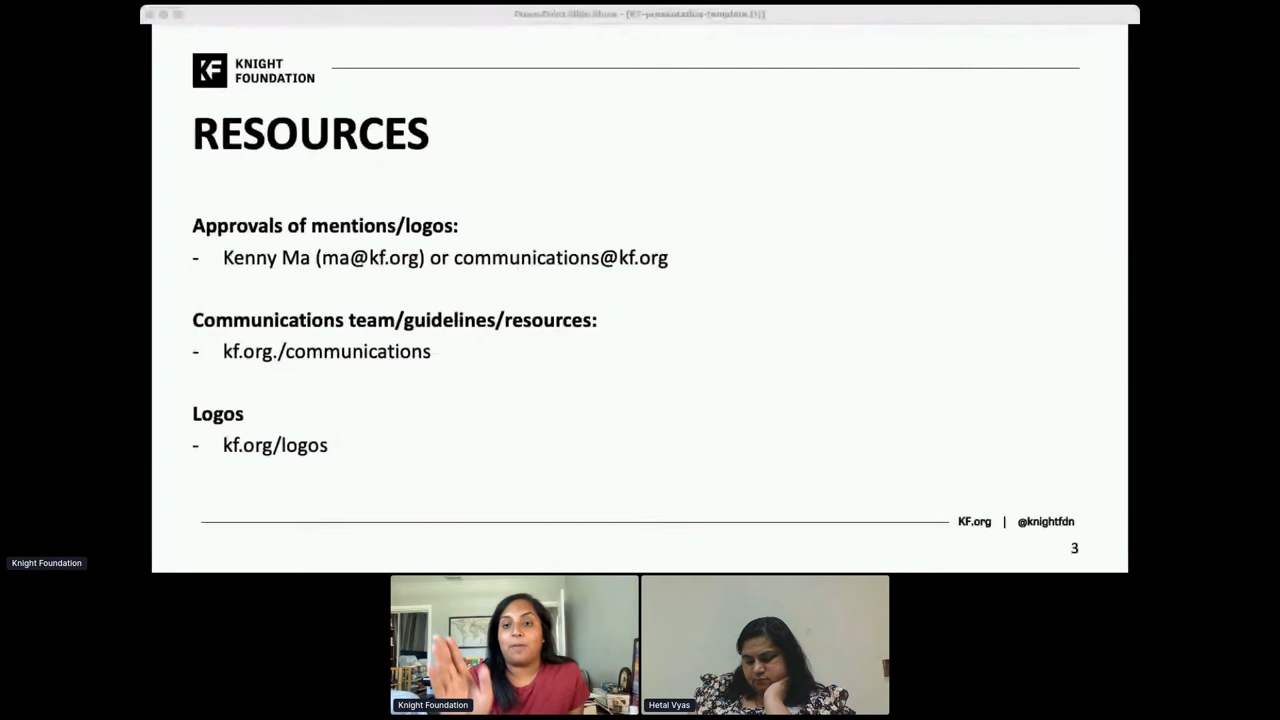 KNIGHT
FOUNDATION
RESOURCES
Approvals of mentions/logos:
- Kenny Ma (ma@kf.org) or communications@kf.org
Communications team/guidelines/resources:
- kf.org./communications
Logos
- kf.org/logos
KF.org | @knightfdn
3
Knight Foundation
Knight Foundation
Hetal Vyas